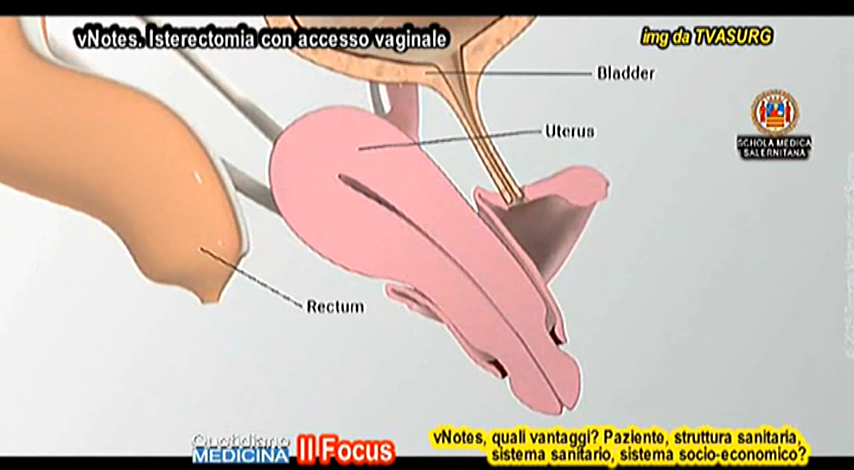 vNotes. Isterectomia con accesso vaginale
img da TVASURG
Bladder
Uterus
SCHOLA MEDICA
SALERNITANA
Rectum
Quotidiano
MEDICINA Il Focus
vNotes, quali vantaggi? Paziente, struttura sanitaria,
sistema sanitario, sistema socio-economico?